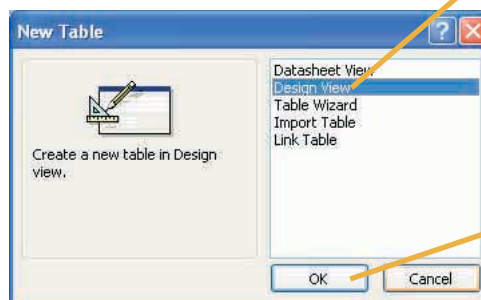 New Table
Datasheet View
Design View
Table Wizard
Import Table
Link Table
Create a new table in Design
view.
OK
Cancel